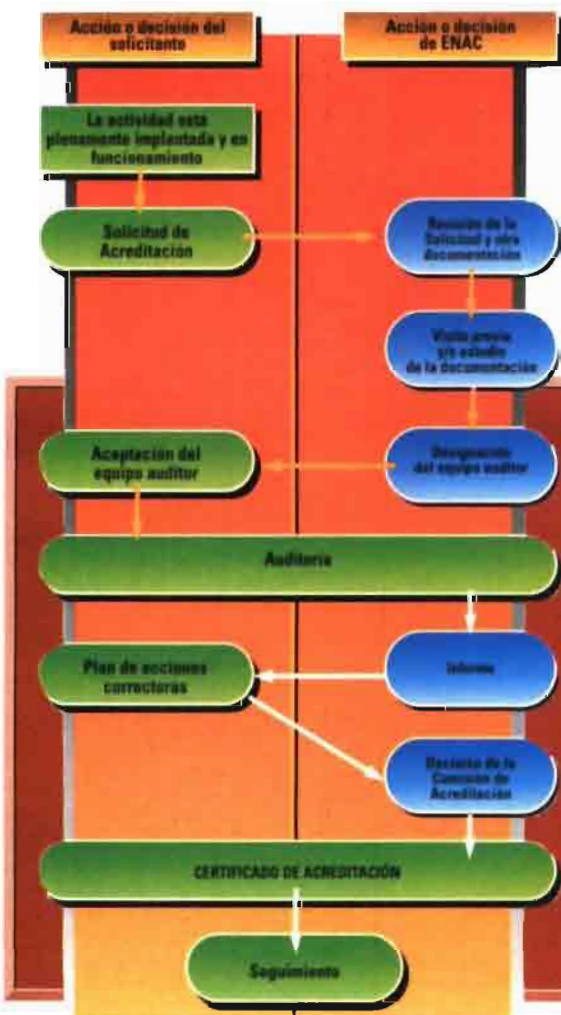 Acción o decisión del
solicitante
Acción o decisión
de ENAC
La actividad está
plenamente implantada y en
funcionamiento
Solicitud de
Acreditación
Revisión de la
Solicitud y otra
documentación
Visita previa
y/o estudio
de la documentación
Aceptación del
equipo auditor
Designación
del equipo auditor
Auditoría
Plan de acciones
correctoras
Informe
Decisión de la
Comisión de
Acreditación
CERTIFICADO DE ACREDITACIÓN
Seguimiento